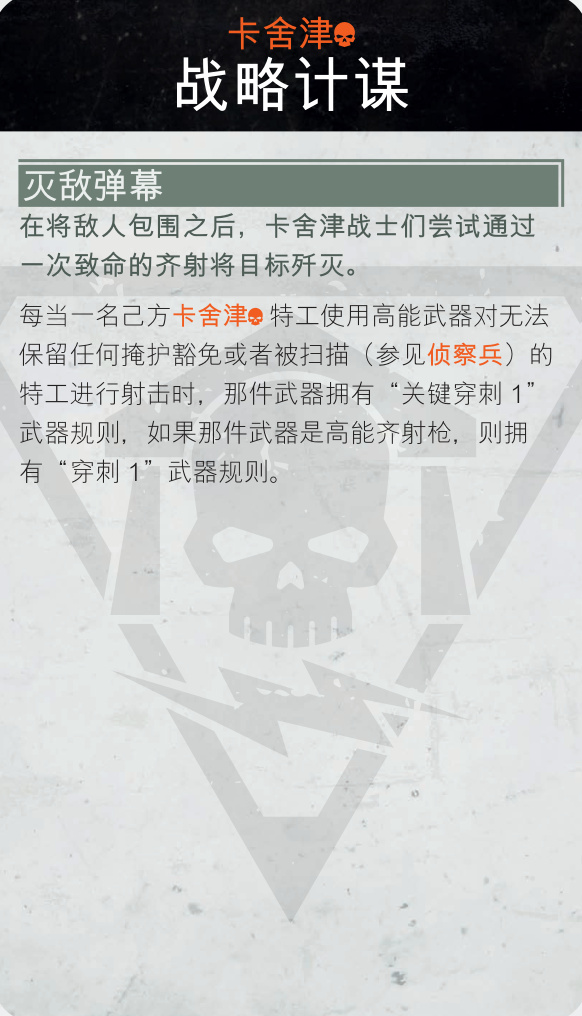 卡舍津
战略计谋
灭敌弹幕
在将敌人包围之后，卡舍津战士们尝试通过
一次致命的齐射将目标歼灭。
每当一名己方卡舍津 特工使用高能武器对无法
保留任何掩护豁免或者被扫描（参见侦察兵）的
特工进行射击时，那件武器拥有“关键穿刺 1”
武器规则，如果那件武器是高能齐射枪，则拥
有“穿刺 1”武器规则。